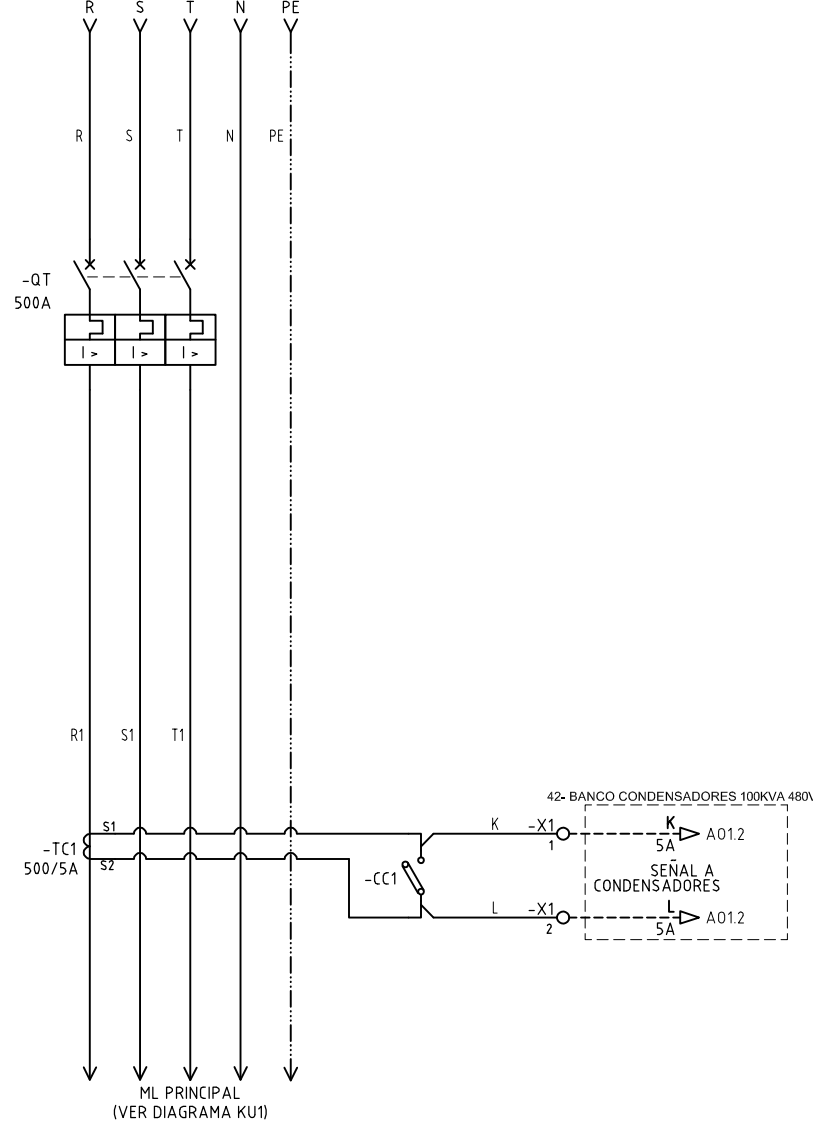 R S T N PE
R S T N PE
-QT
500A
I > I > I >
R1 S1 T1
42- BANCO CONDENSADORES 100KVA 480V
S1
K
-X1
1
K
5A
A01.2
-TC1
500/5A
S2
-CC1
SEÑAL A
CONDENSADORES
L
-X1
2
L
5A
A01.2
ML PRINCIPAL
(VER DIAGRAMA KU1)